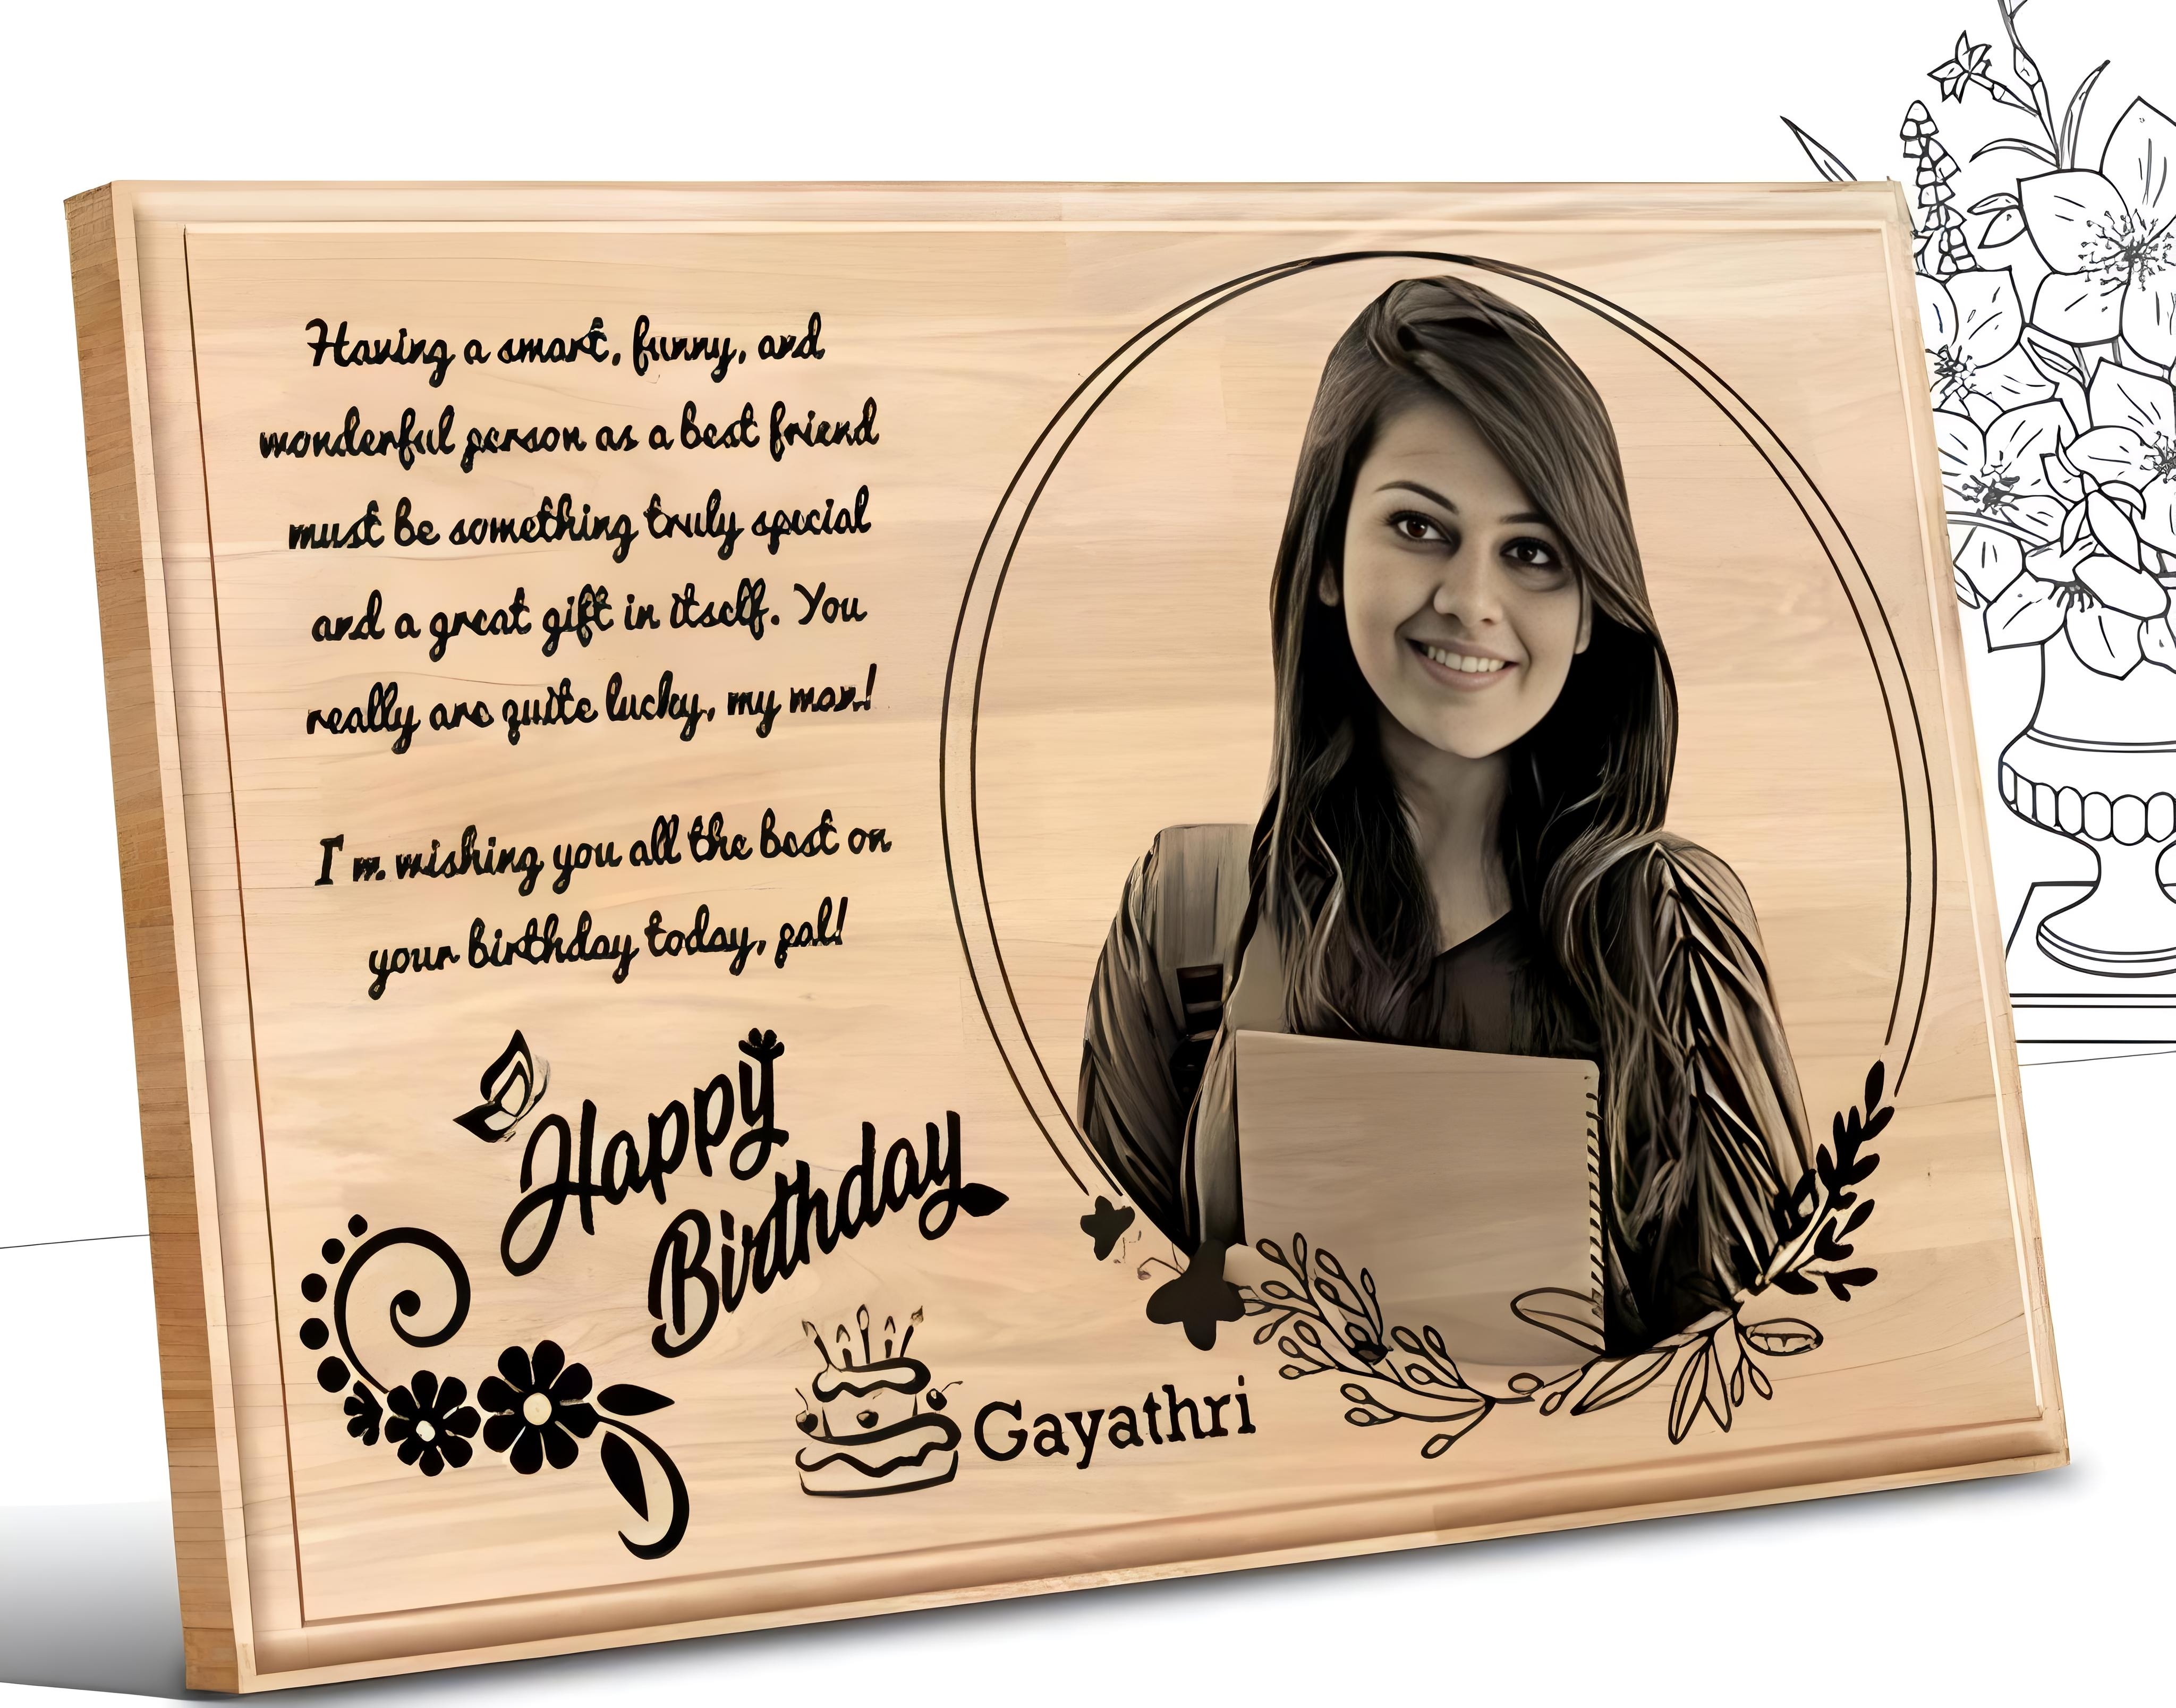 Having a smart, funny, and
wonderful person as a best friend
must be something truly special
and a great gift in itself. You
really are quite lucky, my man!
I'm wishing you all the best on
your birthday today, pal!
Happy
Birthday
Gayathri